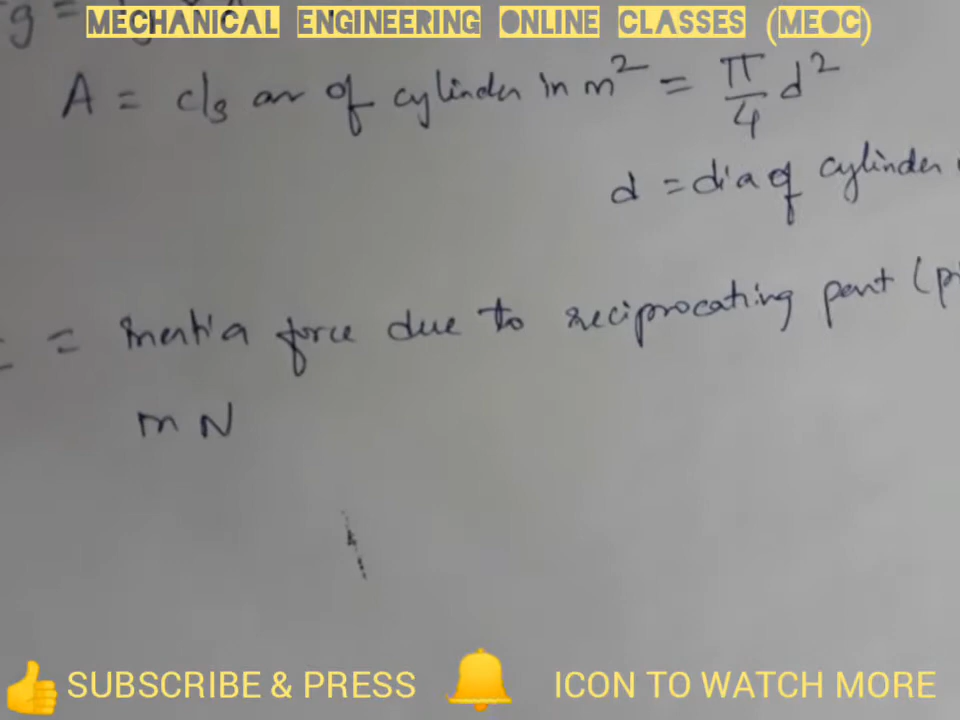 MECHANICAL ENGINEERING ONLINE CLASSES (MEOC)
g =
A = c/s ar of cylinder in m² = π/4 d²
d = dia of cylinder
= Inertia force due to reciprocating part (pi
in N
SUBSCRIBE & PRESS ICON TO WATCH MORE